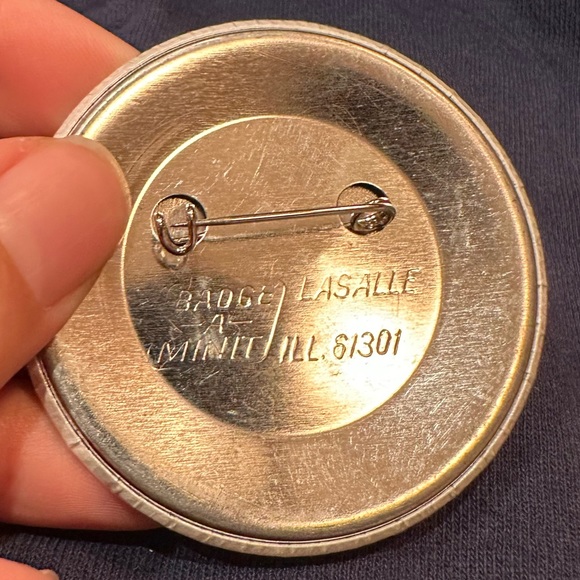 BADGE LASALLE
-A-
MINIT ILL. 61301